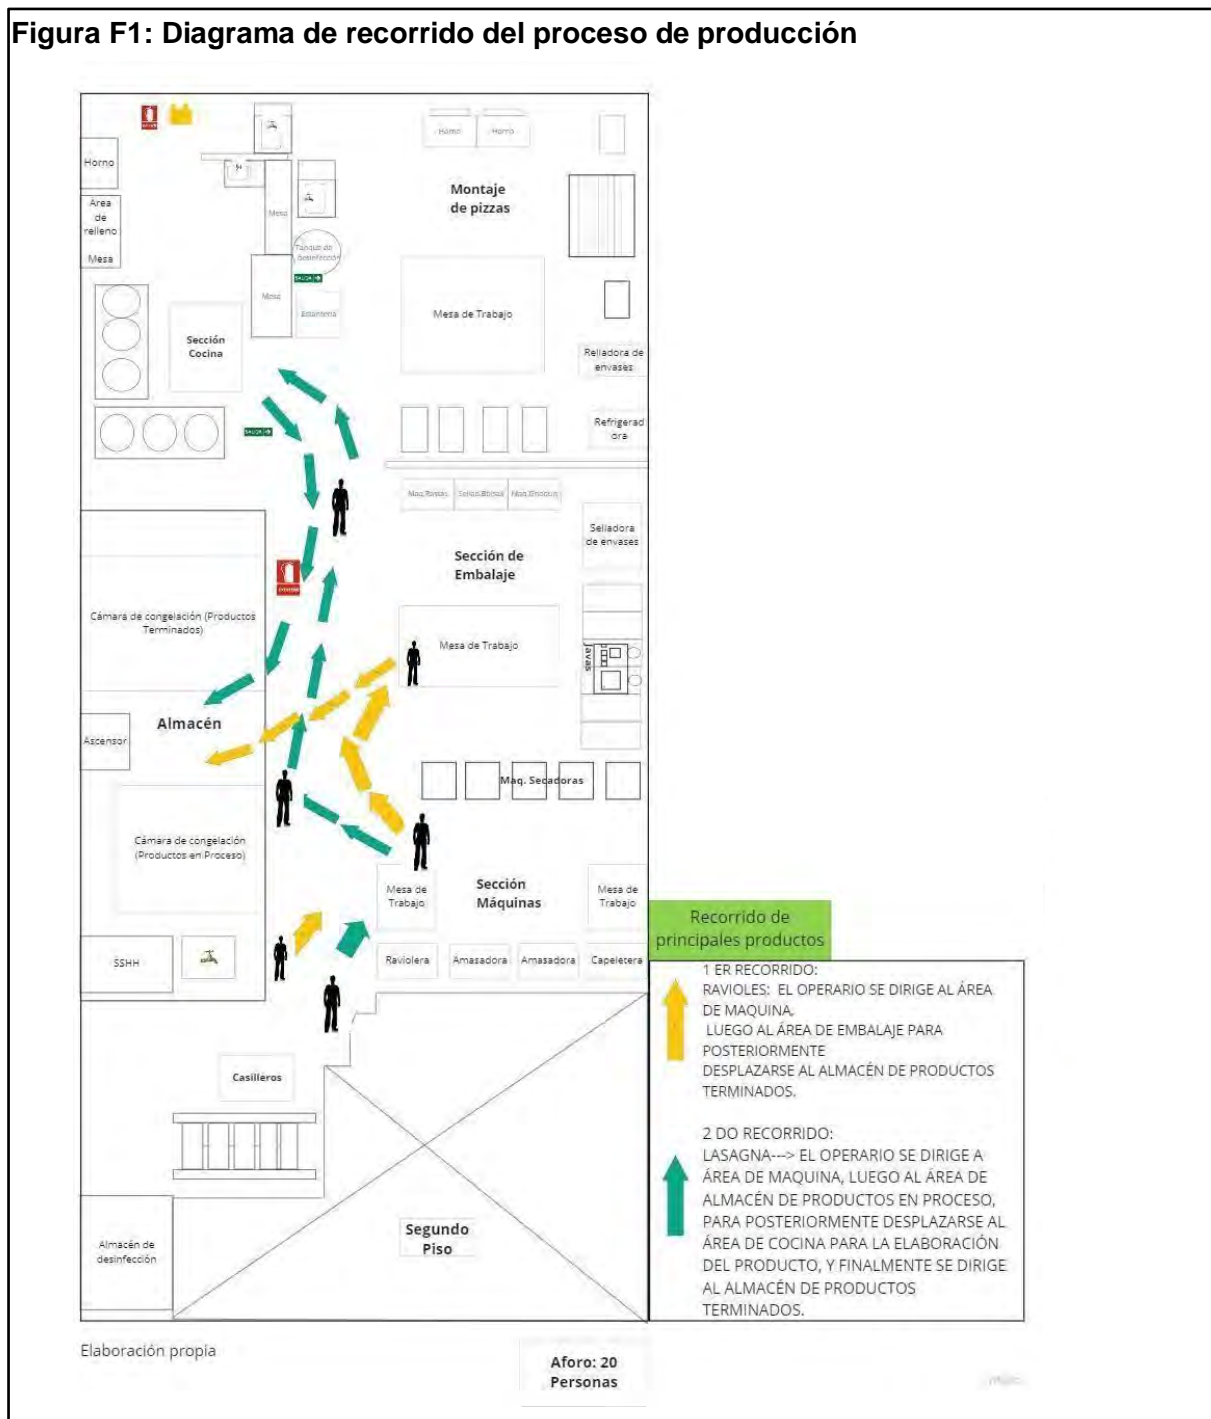 Figura F1: Diagrama de recorrido del proceso de producción
Horno
Horno
Horno
Área
de
relleno
Mesa
Mesa
Montaje
de pizzas
Tanque de
desinfección
SALIDA
Mesa
Estantería
Mesa de Trabajo
Sección
Cocina
Relladora de
envases
Refrigerad
ora
SALIDA
Selladora
de envases
Sección de
Embalaje
Cámara de congelación (Productos
Terminados)
Mesa de Trabajo
Javas
Almacén
Ascensor
Maq. Secadoras
Cámara de congelación
(Productos en Proceso)
Mesa de
Trabajo
Sección
Máquinas
Mesa de
Trabajo
SSHH
Raviolera
Amasadora
Amasadora
Capeletera
Recorrido de
principales productos
1 ER RECORRIDO:
RAVIOLES: EL OPERARIO SE DIRIGE AL ÁREA
DE MAQUINA,
LUEGO AL ÁREA DE EMBALAJE PARA
POSTERIORMENTE
DESPLAZARSE AL ALMACÉN DE PRODUCTOS
TERMINADOS.
2 DO RECORRIDO:
LASAGNA---> EL OPERARIO SE DIRIGE A
ÁREA DE MAQUINA, LUEGO AL ÁREA DE
ALMACÉN DE PRODUCTOS EN PROCESO,
PARA POSTERIORMENTE DESPLAZARSE AL
ÁREA DE COCINA PARA LA ELABORACIÓN
DEL PRODUCTO, Y FINALMENTE SE DIRIGE
AL ALMACÉN DE PRODUCTOS
TERMINADOS.
Casilleros
Almacén de
desinfección
Segundo
Piso
Elaboración propia
Aforo: 20
Personas